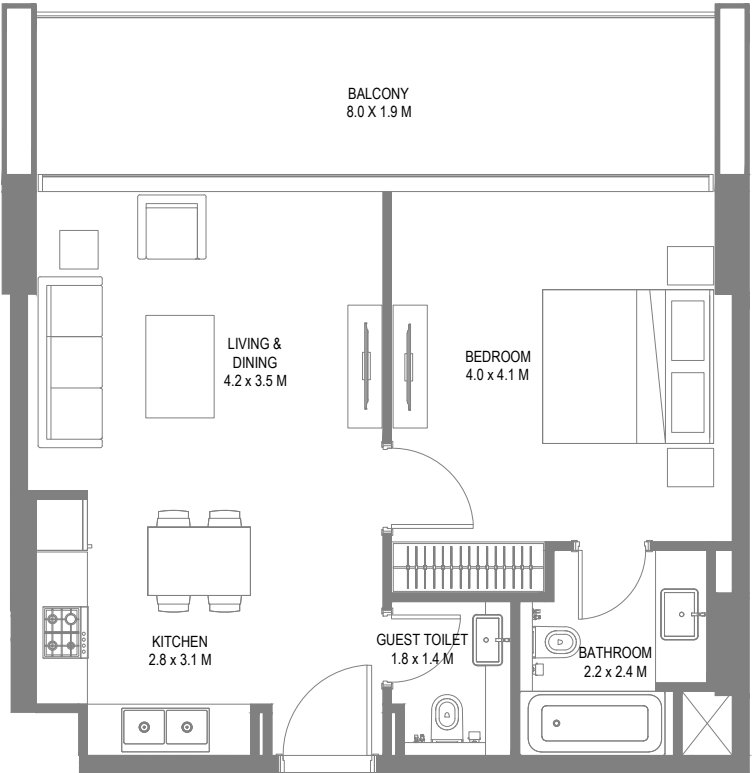 BALCONY
8.0 X 1.9 M
LIVING &
DINING
4.2 x 3.5 M
BEDROOM
4.0 x 4.1 M
KITCHEN
2.8 x 3.1 M
GUEST TOILET
1.8 x 1.4 M
BATHROOM
2.2 x 2.4 M